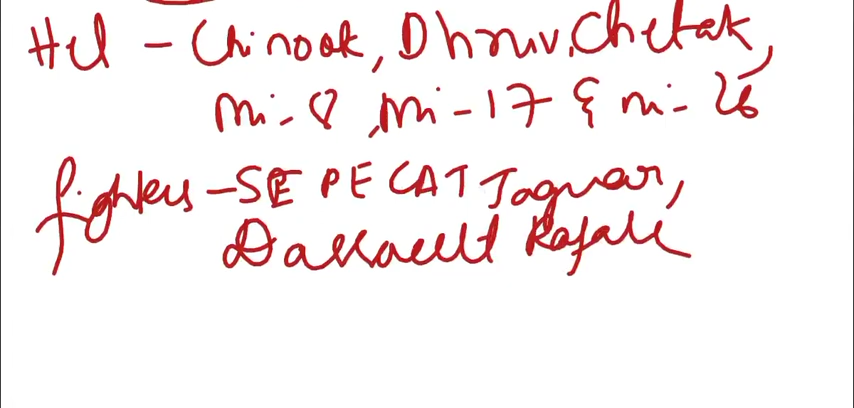 Hel - Chinook, Dhruv, Chetak,
mi-8, mi-17 & mi-26
fighters - SEPECAT Jaguar,
Dassault Rafale